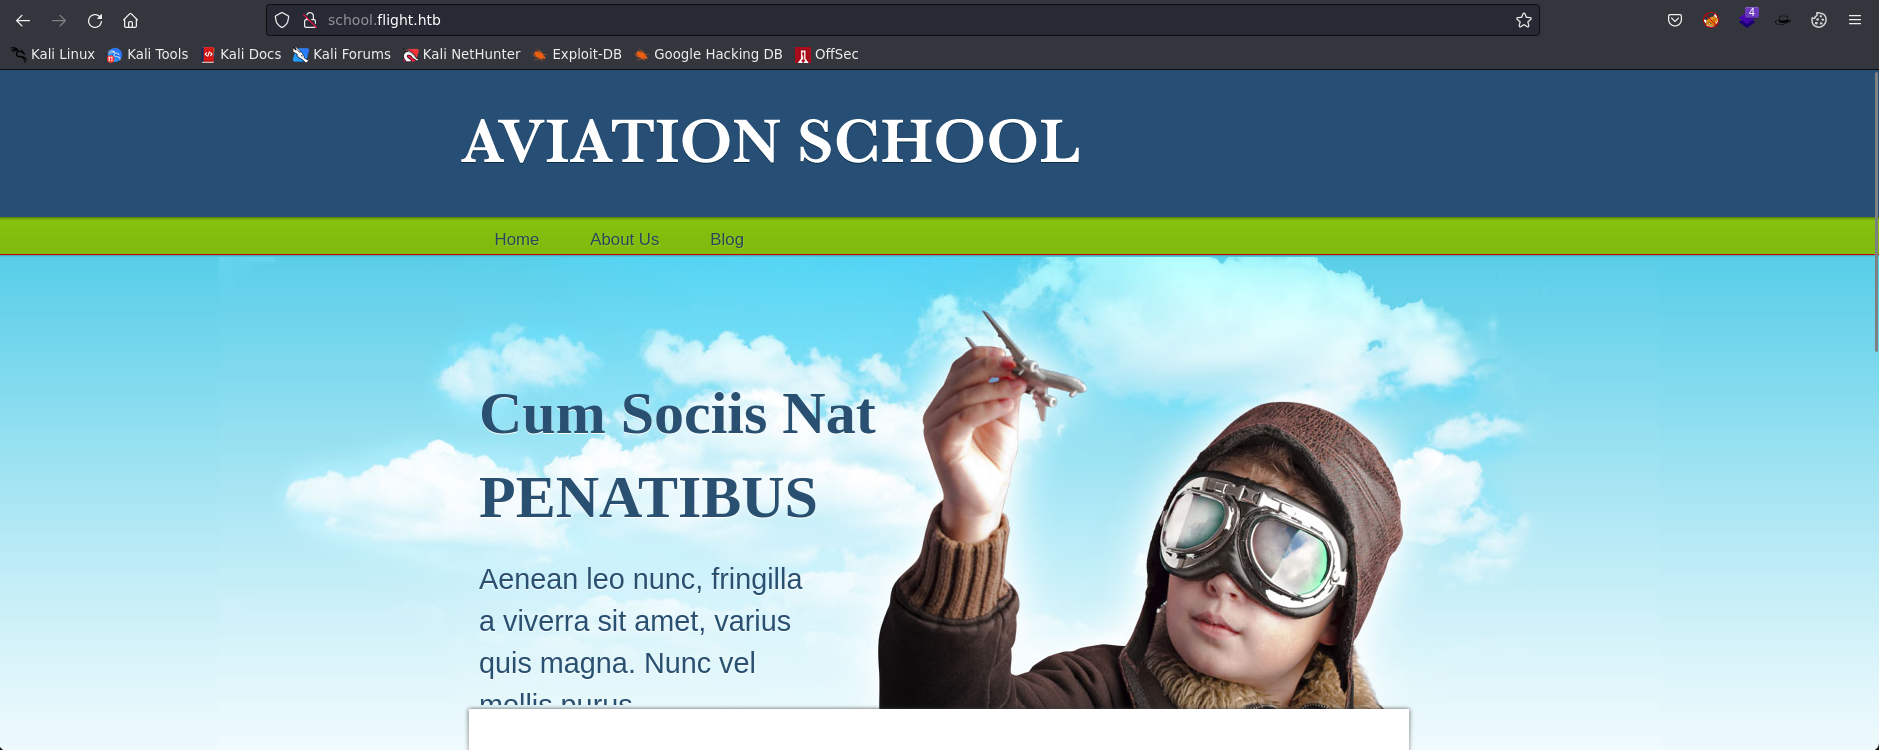 school.flight.htb
4
Kali Linux Kali Tools Kali Docs Kali Forums Kali NetHunter Exploit-DB Google Hacking DB OffSec
AVIATION SCHOOL
Home About Us Blog
Cum Sociis Nat
PENATIBUS
Aenean leo nunc, fringilla
a viverra sit amet, varius
quis magna. Nunc vel
mollis purus